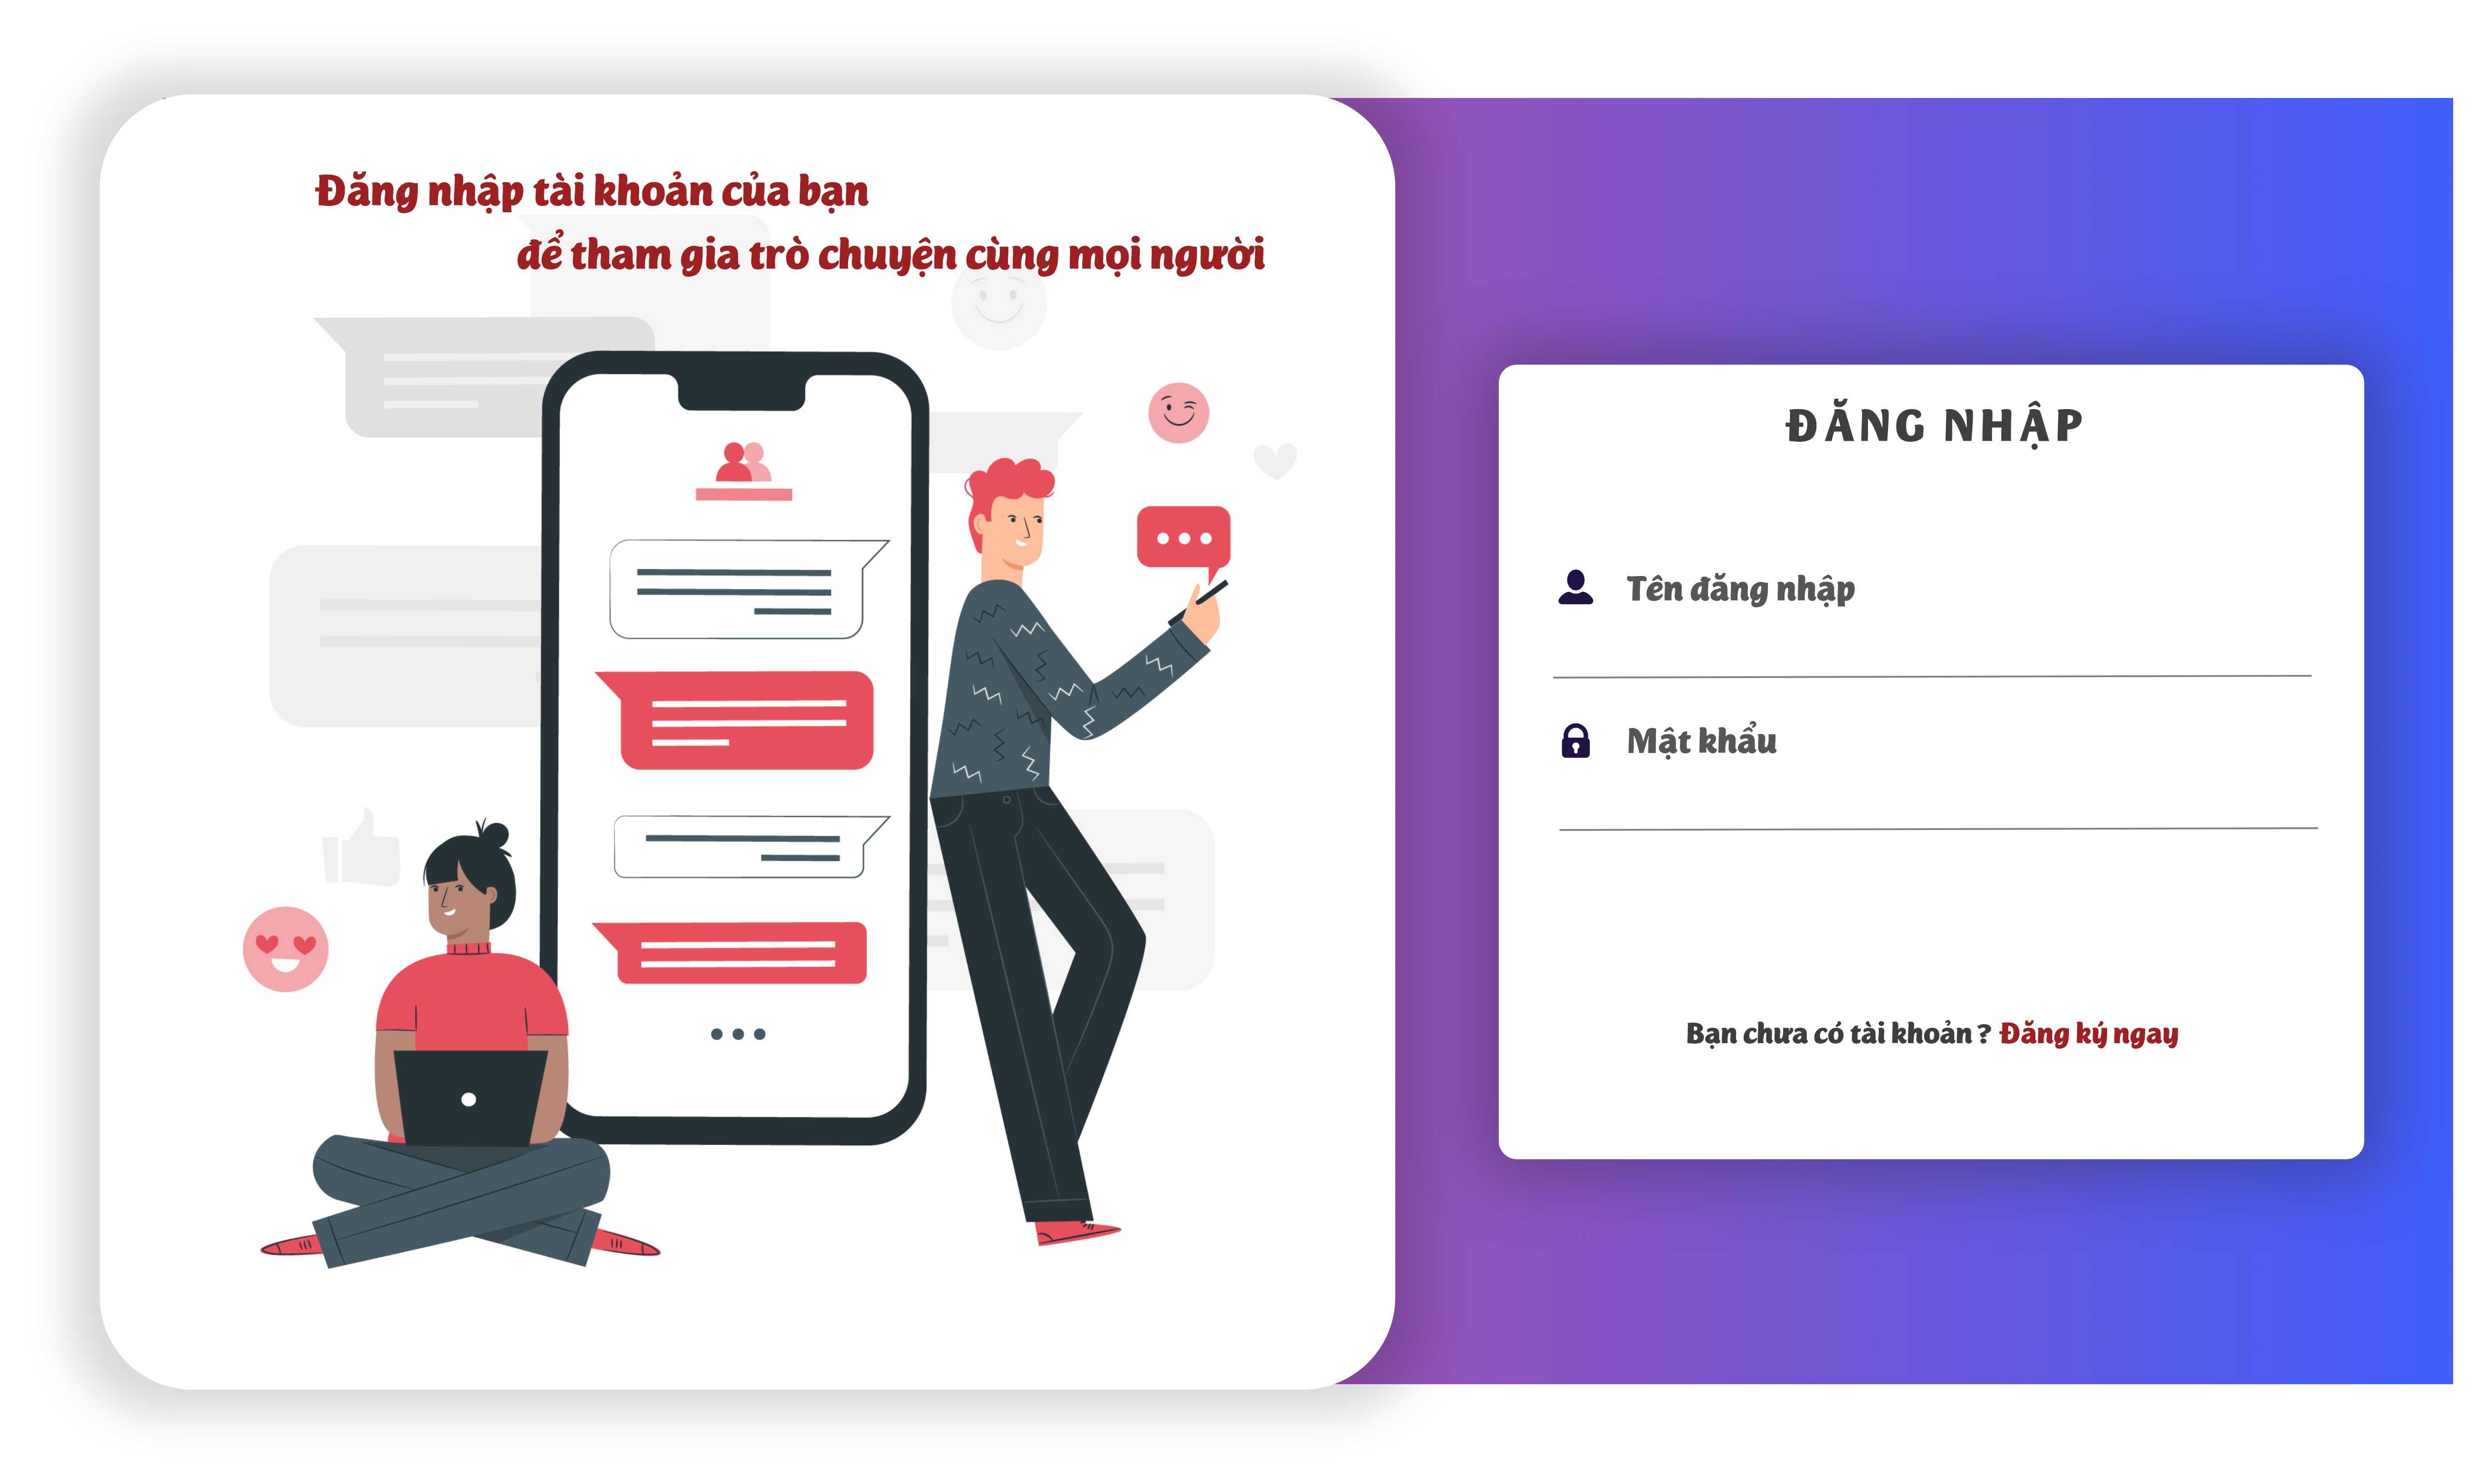 Đăng nhập tài khoản của bạn
để tham gia trò chuyện cùng mọi người
ĐĂNG NHẬP
Tên đăng nhập
Mật khẩu
Bạn chưa có tài khoản ? Đăng ký ngay